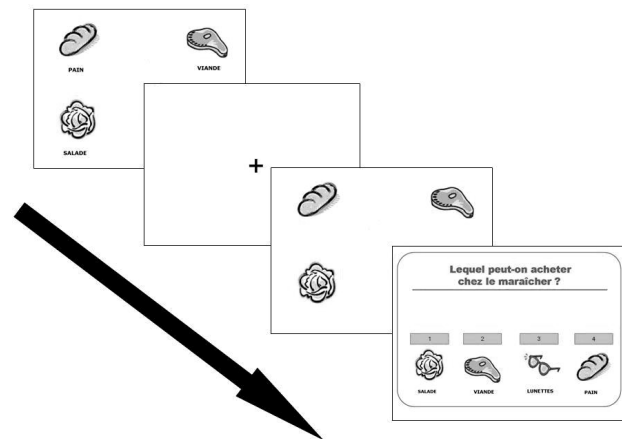 PAIN
VIANDE
SALADE
+
Lequel peut-on acheter
chez le maraîcher ?
1 2 3 4
SALADE VIANDE LUNETTES PAIN